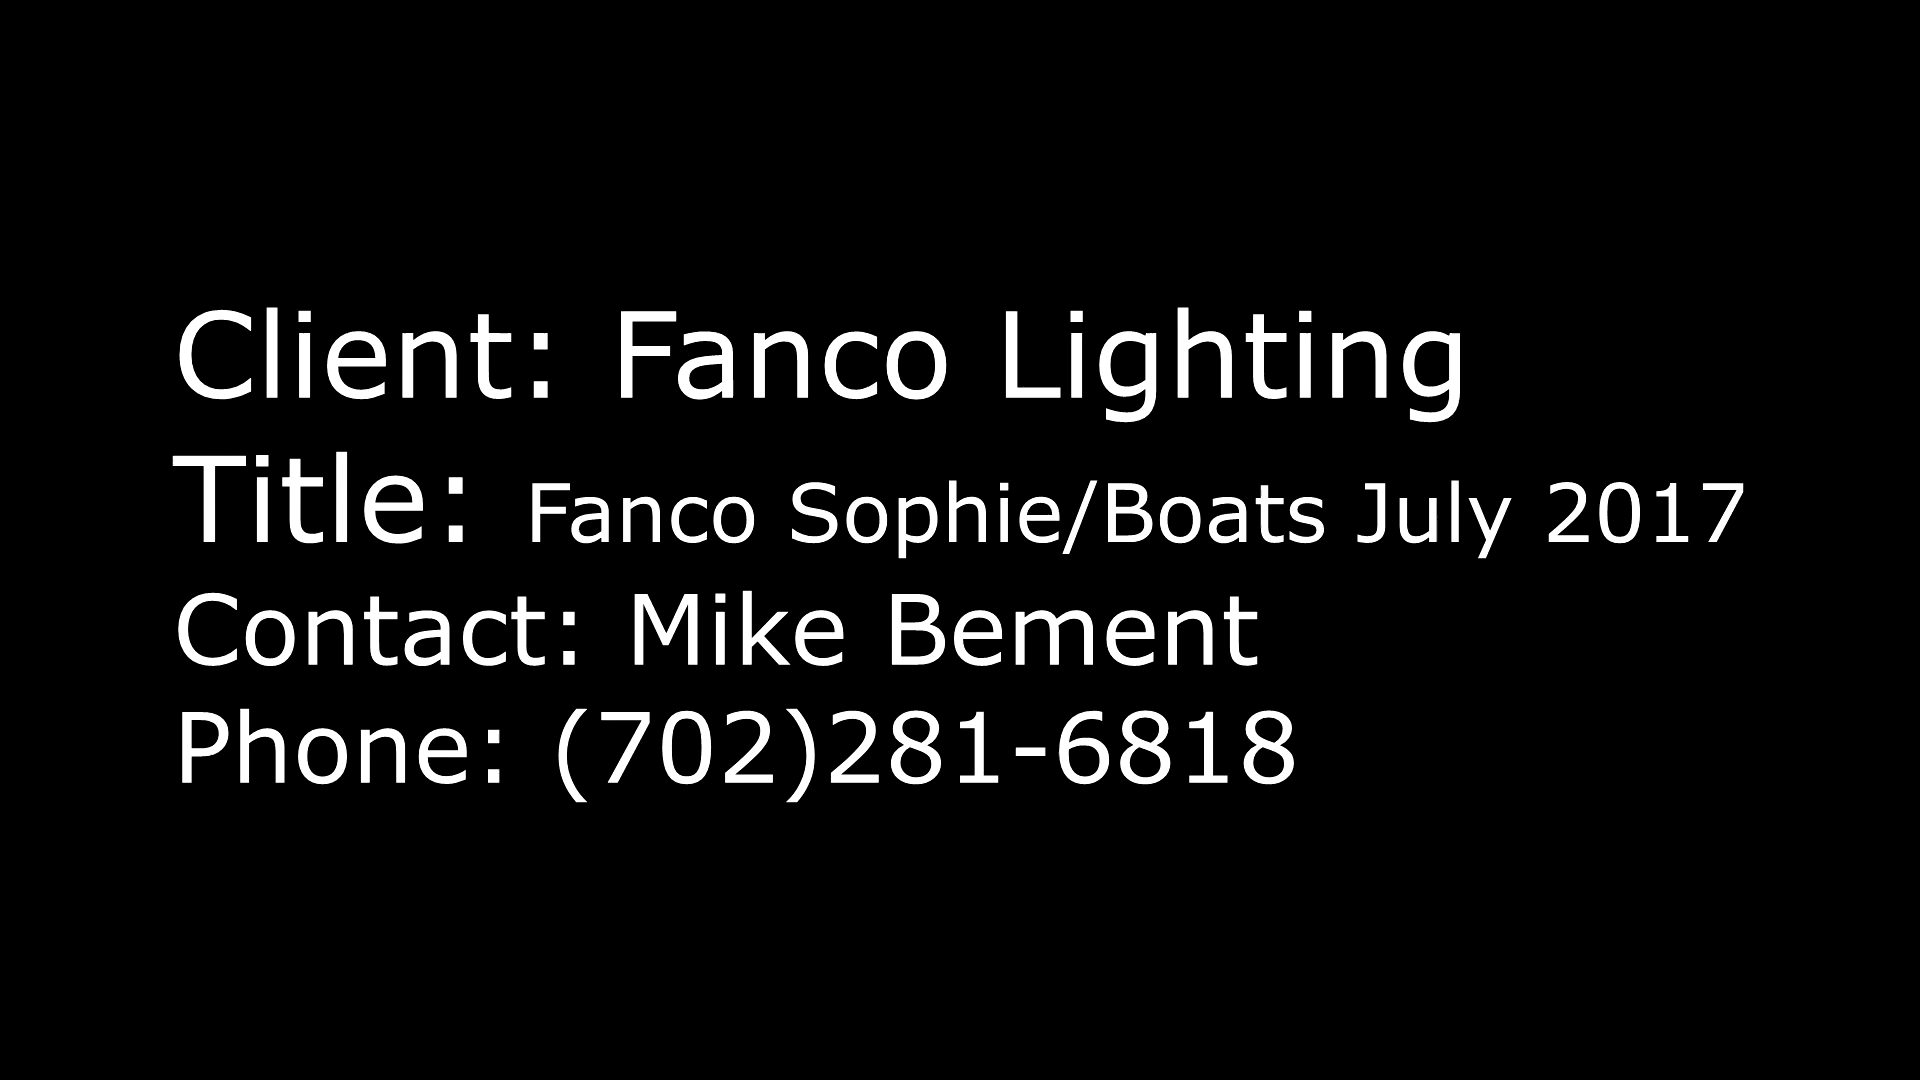 Client: Fanco Lighting
Title: Fanco Sophie/Boats July 2017
Contact: Mike Bement
Phone: (702)281-6818